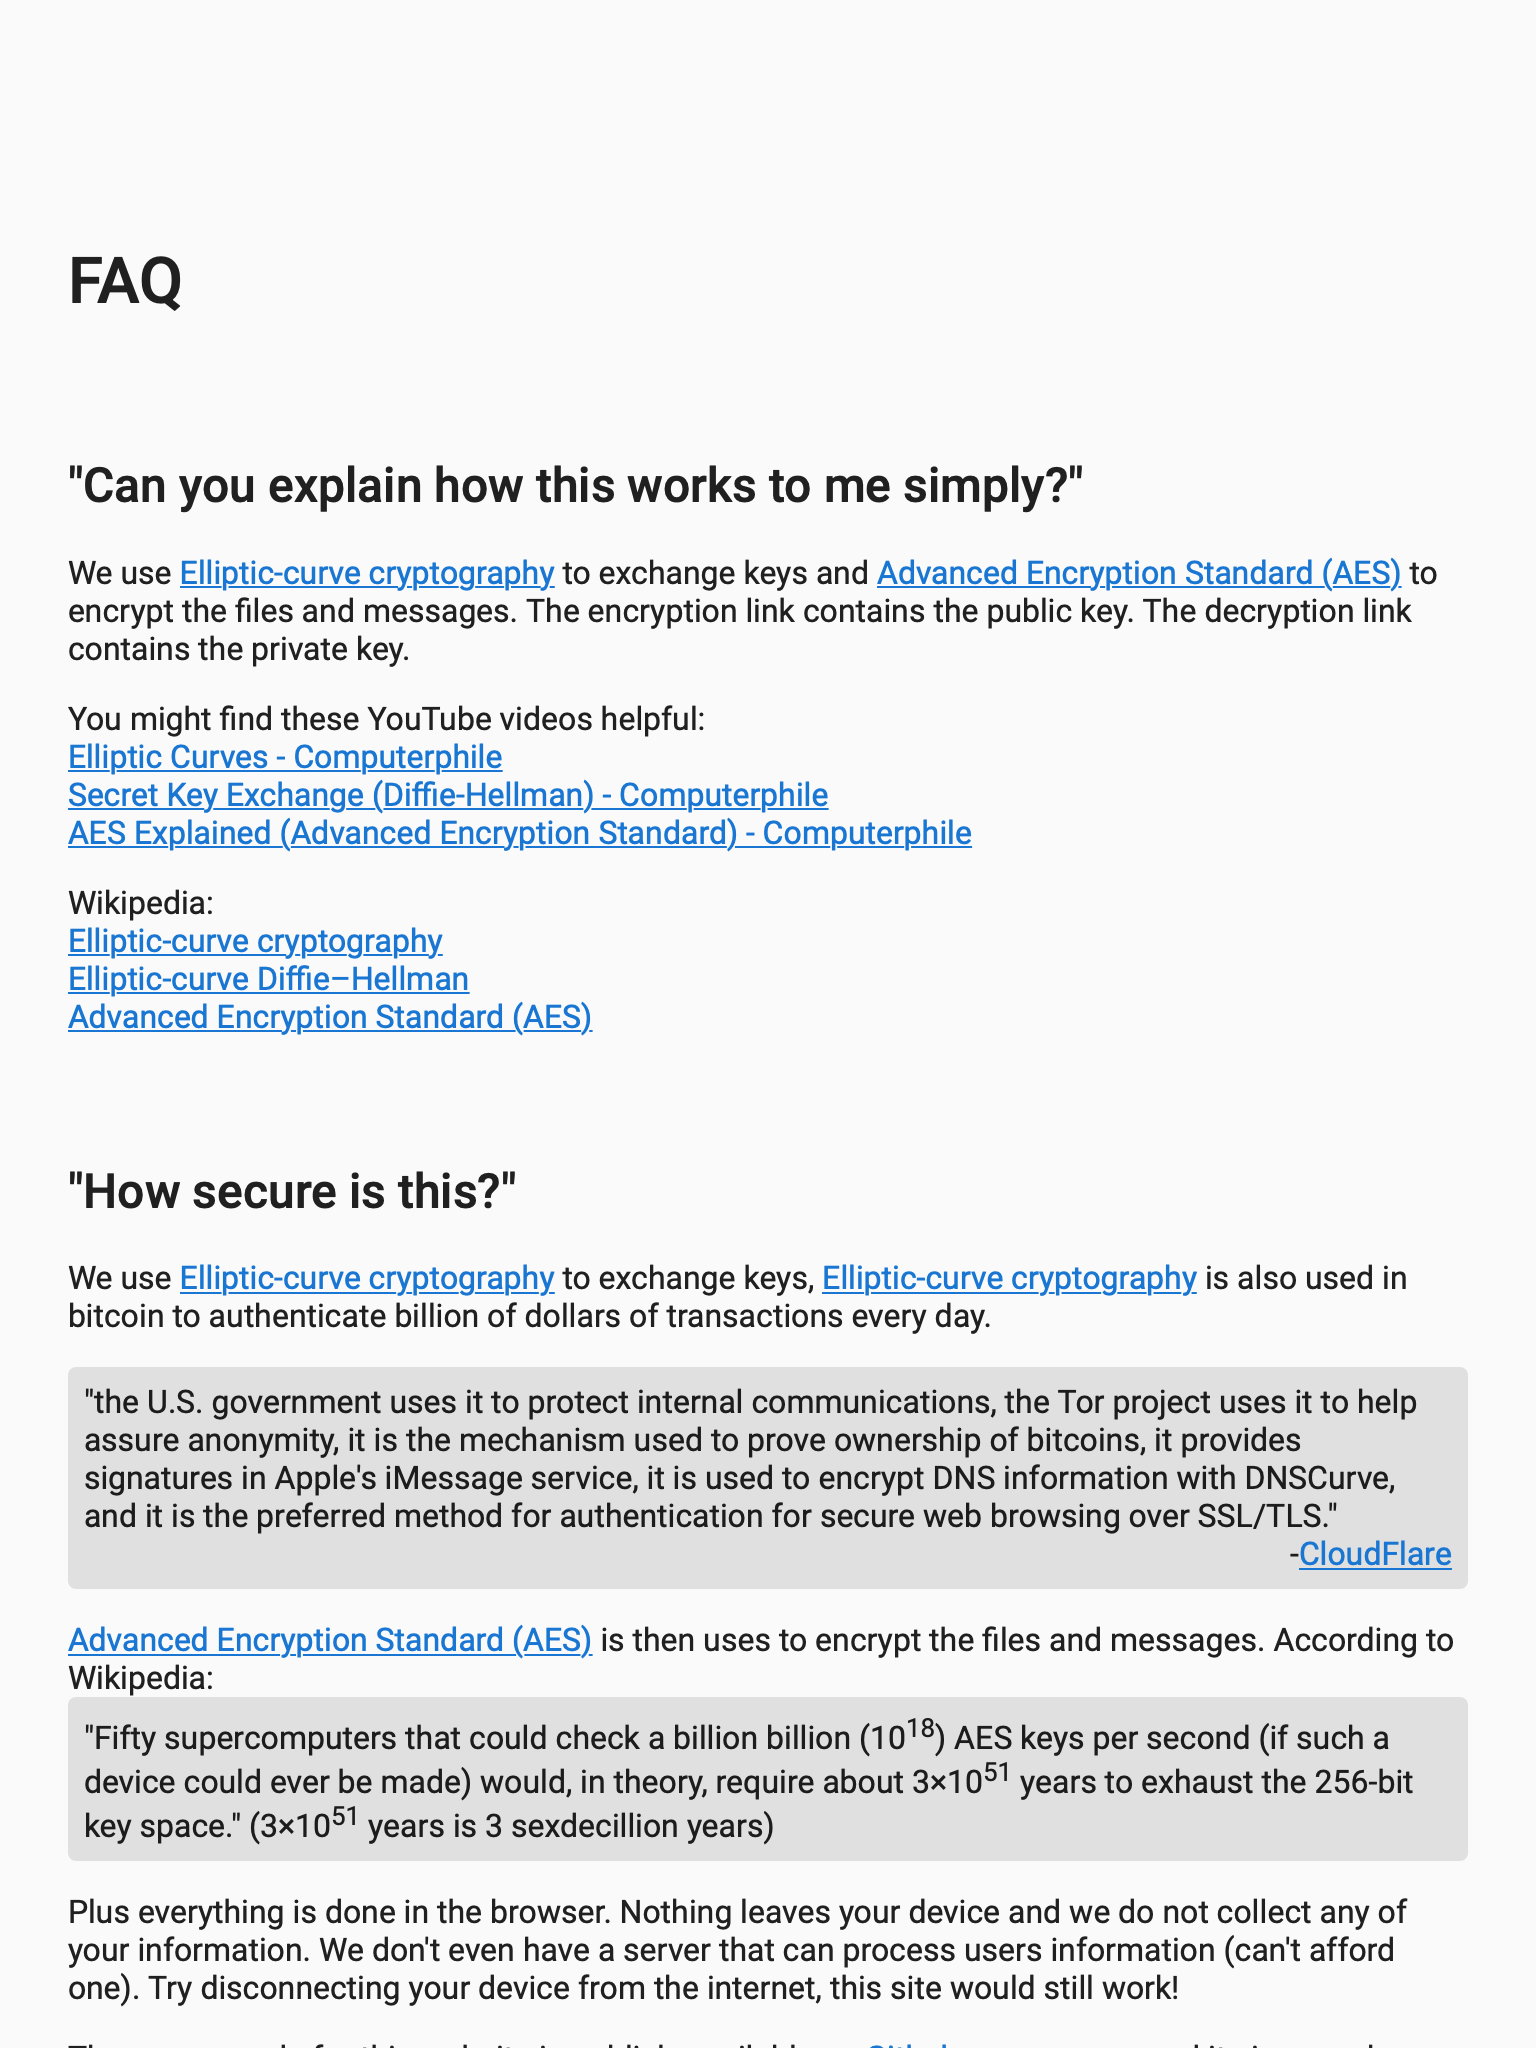 FAQ
"Can you explain how this works to me simply?"
We use Elliptic-curve cryptography to exchange keys and Advanced Encryption Standard (AES) to
encrypt the files and messages. The encryption link contains the public key. The decryption link
contains the private key.
You might find these YouTube videos helpful:
Elliptic Curves - Computerphile
Secret Key Exchange (Diffie-Hellman) - Computerphile
AES Explained (Advanced Encryption Standard) - Computerphile
Wikipedia:
Elliptic-curve cryptography
Elliptic-curve Diffie–Hellman
Advanced Encryption Standard (AES)
"How secure is this?"
We use Elliptic-curve cryptography to exchange keys, Elliptic-curve cryptography is also used in
bitcoin to authenticate billion of dollars of transactions every day.
"the U.S. government uses it to protect internal communications, the Tor project uses it to help
assure anonymity, it is the mechanism used to prove ownership of bitcoins, it provides
signatures in Apple's iMessage service, it is used to encrypt DNS information with DNSCurve,
and it is the preferred method for authentication for secure web browsing over SSL/TLS."
-CloudFlare
Advanced Encryption Standard (AES) is then uses to encrypt the files and messages. According to
Wikipedia:
"Fifty supercomputers that could check a billion billion (10¹⁸) AES keys per second (if such a
device could ever be made) would, in theory, require about 3×10⁵¹ years to exhaust the 256-bit
key space." (3×10⁵¹ years is 3 sexdecillion years)
Plus everything is done in the browser. Nothing leaves your device and we do not collect any of
your information. We don't even have a server that can process users information (can't afford
one). Try disconnecting your device from the internet, this site would still work!